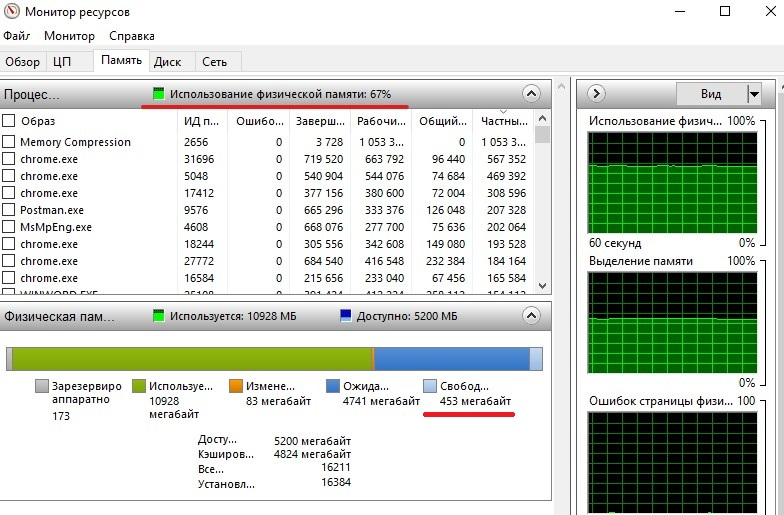 Монитор ресурсов
Файл Монитор Справка
Обзор ЦП Память Диск Сеть
Процес... Использование физической памяти: 67%
Образ ИД п... Ошибо... Заверш... Рабочи... Общий... Частны...
Memory Compression 2656 0 3 728 1 053 3... 0 1 053 3...
chrome.exe 31696 0 719 520 663 792 96 440 567 352
chrome.exe 5048 0 540 904 544 076 74 684 469 392
chrome.exe 17412 0 377 156 380 600 72 004 308 596
Postman.exe 9576 0 665 296 333 376 126 048 207 328
MsMpEng.exe 4608 0 668 076 277 700 75 636 202 064
chrome.exe 18244 0 305 556 342 608 149 080 193 528
chrome.exe 27772 0 684 540 416 548 232 384 184 164
chrome.exe 16584 0 215 656 233 040 67 456 165 584
Физическая пам... Используется: 10928 МБ Доступно: 5200 МБ
Зарезервиро
аппаратно
173
Используе...
10928
мегабайт
Измене...
83 мегабайт
Ожида...
4741 мегабайт
Свобод...
453 мегабайт
Досту... 5200 мегабайт
Кэширов... 4824 мегабайт
Все... 16211
Установл... 16384
Вид
Использование физич... 100%
60 секунд 0%
Выделение памяти 100%
0%
Ошибок страницы физи... 100